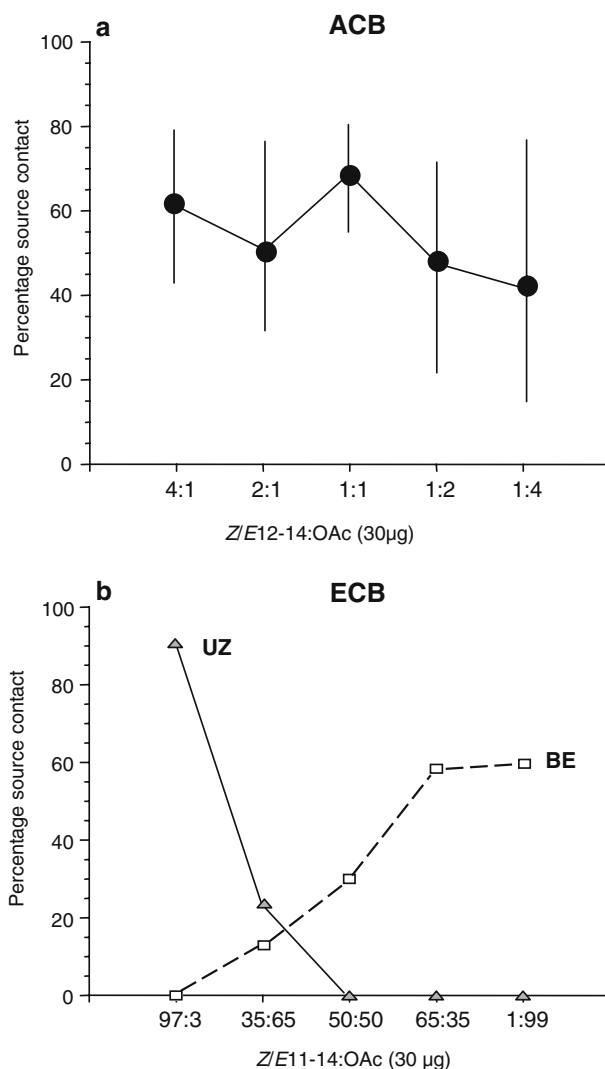 a
ACB
100
80
60
40
20
0
Percentage source contact
4:1 2:1 1:1 1:2 1:4
Z/E12-14:OAc (30µg)
b
ECB
100
80
60
40
20
0
Percentage source contact
UZ
BE
97:3 35:65 50:50 65:35 1:99
Z/E11-14:OAc (30 µg)